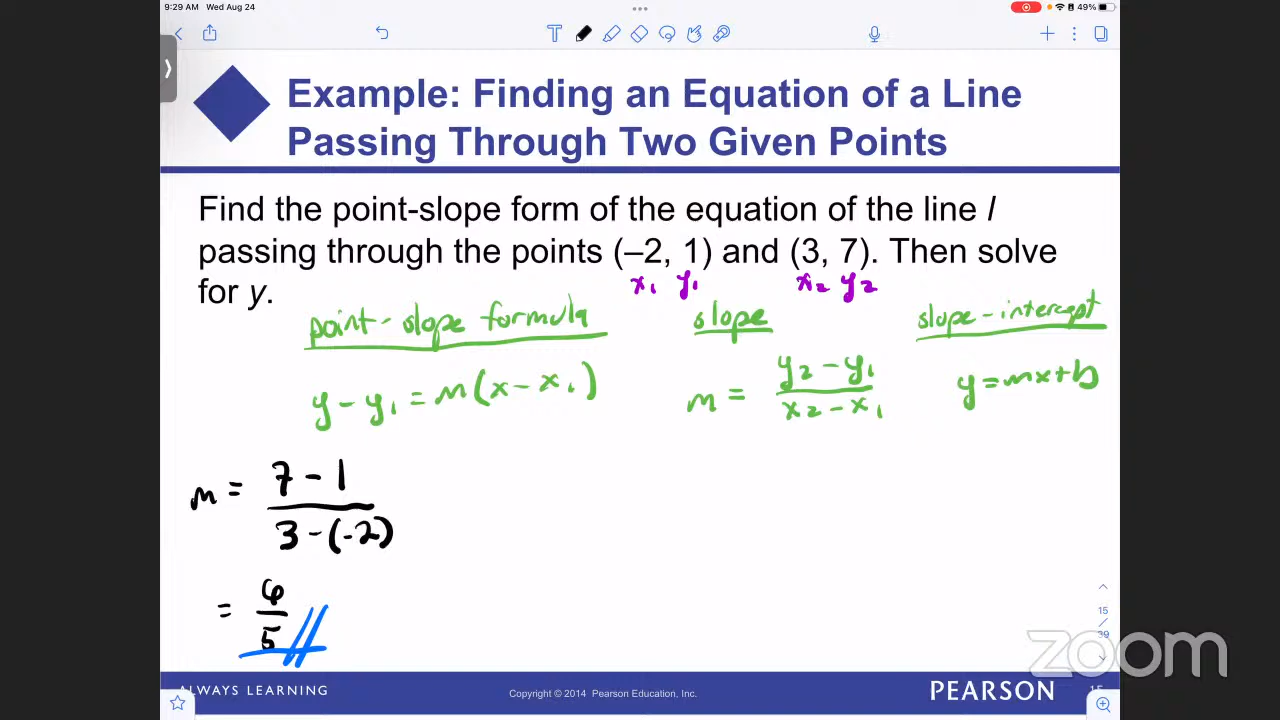 9:29 AM Wed Aug 24
49%
Example: Finding an Equation of a Line
Passing Through Two Given Points
Find the point-slope form of the equation of the line l
passing through the points (–2, 1) and (3, 7). Then solve
for y.
x₁ y₁ x₂ y₂
point-slope formula
slope
slope-intercept
y - y₁ = m(x - x₁)
m = y₂ - y₁ / x₂ - x₁
y = mx+b
m = 7 - 1 / 3 - (-2)
= 6 / 5
15
/
39
zoom
ALWAYS LEARNING
Copyright © 2014 Pearson Education, Inc.
PEARSON
15